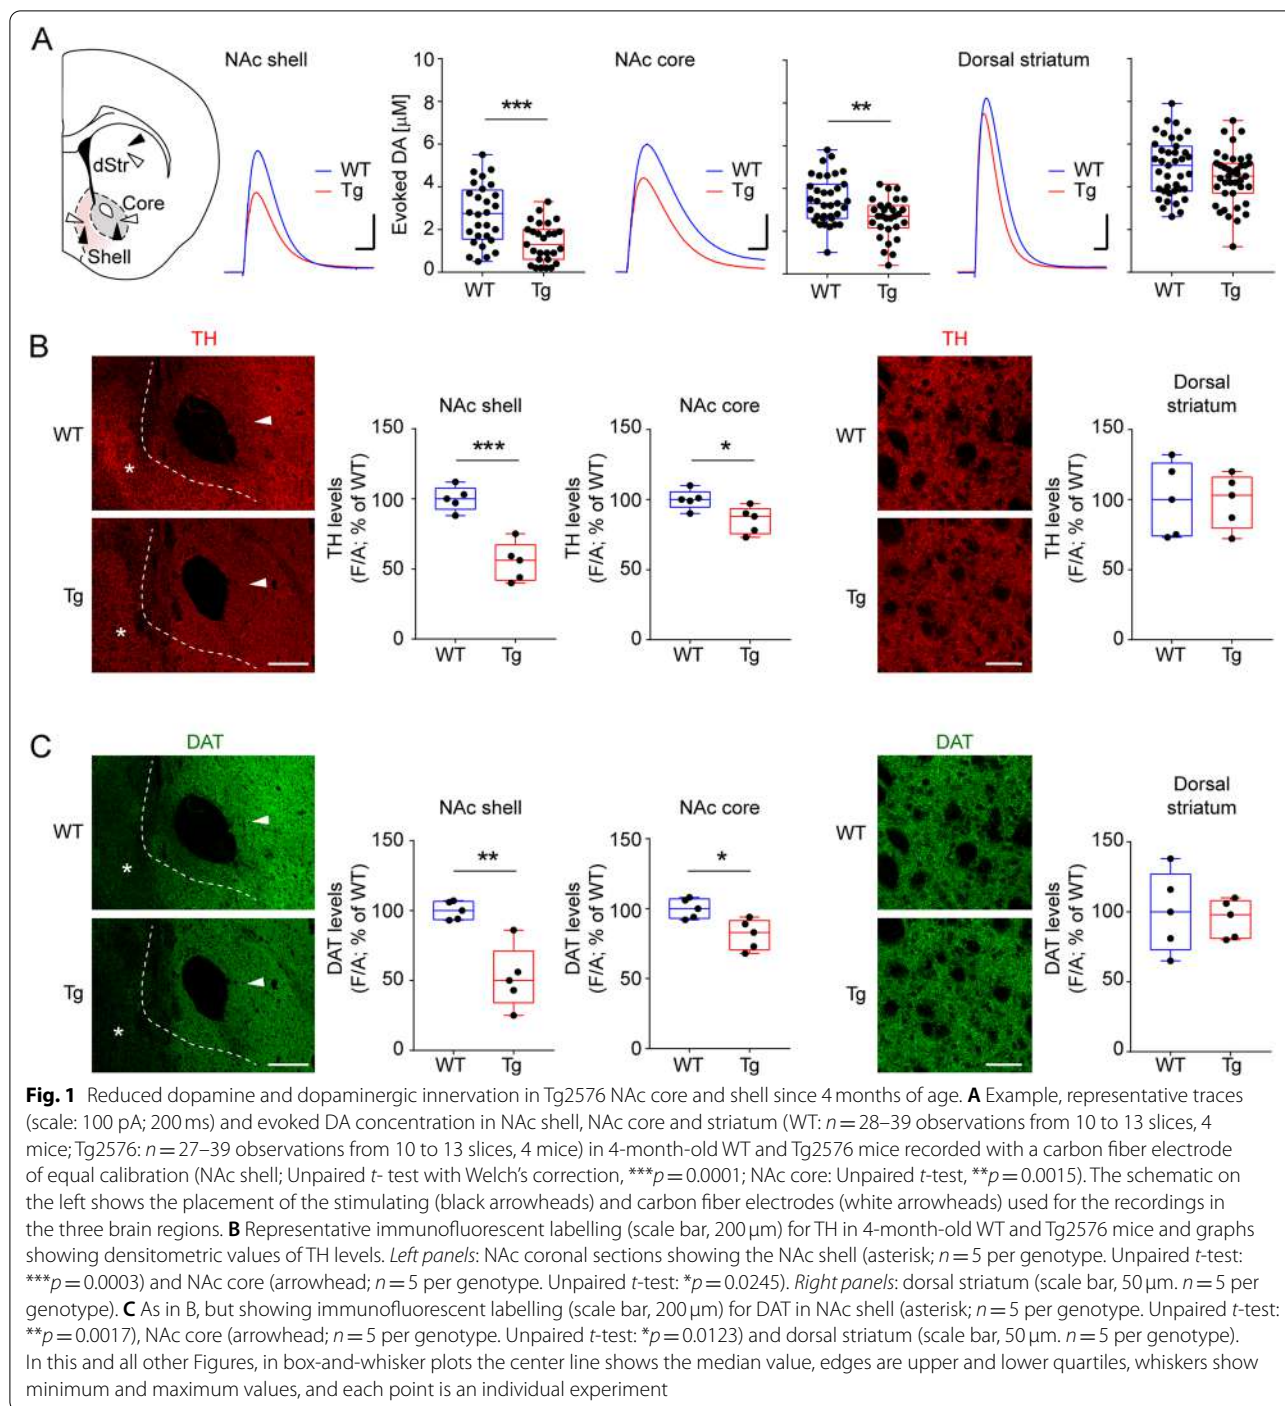 A
NAc shell
NAc core
Dorsal striatum
dStr
Core
Shell
WT
Tg
Evoked DA [µM]
10
8
6
4
2
0
***
WT
Tg
WT
Tg
**
WT
Tg
WT
Tg
WT
Tg
B
TH
WT
*
Tg
*
NAc shell
TH levels
(F/A; % of WT)
150
100
50
0
***
WT
Tg
NAc core
TH levels
(F/A; % of WT)
150
100
50
0
*
WT
Tg
TH
WT
Tg
Dorsal
striatum
TH levels
(F/A; % of WT)
150
100
50
0
WT
Tg
C
DAT
WT
*
Tg
*
NAc shell
DAT levels
(F/A; % of WT)
150
100
50
0
**
WT
Tg
NAc core
DAT levels
(F/A; % of WT)
150
100
50
0
*
WT
Tg
DAT
WT
Tg
Dorsal
striatum
DAT levels
(F/A; % of WT)
150
100
50
0
WT
Tg
Fig. 1 Reduced dopamine and dopaminergic innervation in Tg2576 NAc core and shell since 4 months of age. A Example, representative traces
(scale: 100 pA; 200 ms) and evoked DA concentration in NAc shell, NAc core and striatum (WT: n = 28–39 observations from 10 to 13 slices, 4
mice; Tg2576: n = 27–39 observations from 10 to 13 slices, 4 mice) in 4-month-old WT and Tg2576 mice recorded with a carbon fiber electrode
of equal calibration (NAc shell; Unpaired t- test with Welch's correction, ***p = 0.0001; NAc core: Unpaired t-test, **p = 0.0015). The schematic on
the left shows the placement of the stimulating (black arrowheads) and carbon fiber electrodes (white arrowheads) used for the recordings in
the three brain regions. B Representative immunofluorescent labelling (scale bar, 200 µm) for TH in 4-month-old WT and Tg2576 mice and graphs
showing densitometric values of TH levels. Left panels: NAc coronal sections showing the NAc shell (asterisk; n = 5 per genotype. Unpaired t-test:
***p = 0.0003) and NAc core (arrowhead; n = 5 per genotype. Unpaired t-test: *p = 0.0245). Right panels: dorsal striatum (scale bar, 50 µm. n = 5 per
genotype). C As in B, but showing immunofluorescent labelling (scale bar, 200 µm) for DAT in NAc shell (asterisk; n = 5 per genotype. Unpaired t-test:
**p = 0.0017), NAc core (arrowhead; n = 5 per genotype. Unpaired t-test: *p = 0.0123) and dorsal striatum (scale bar, 50 µm. n = 5 per genotype).
In this and all other Figures, in box-and-whisker plots the center line shows the median value, edges are upper and lower quartiles, whiskers show
minimum and maximum values, and each point is an individual experiment